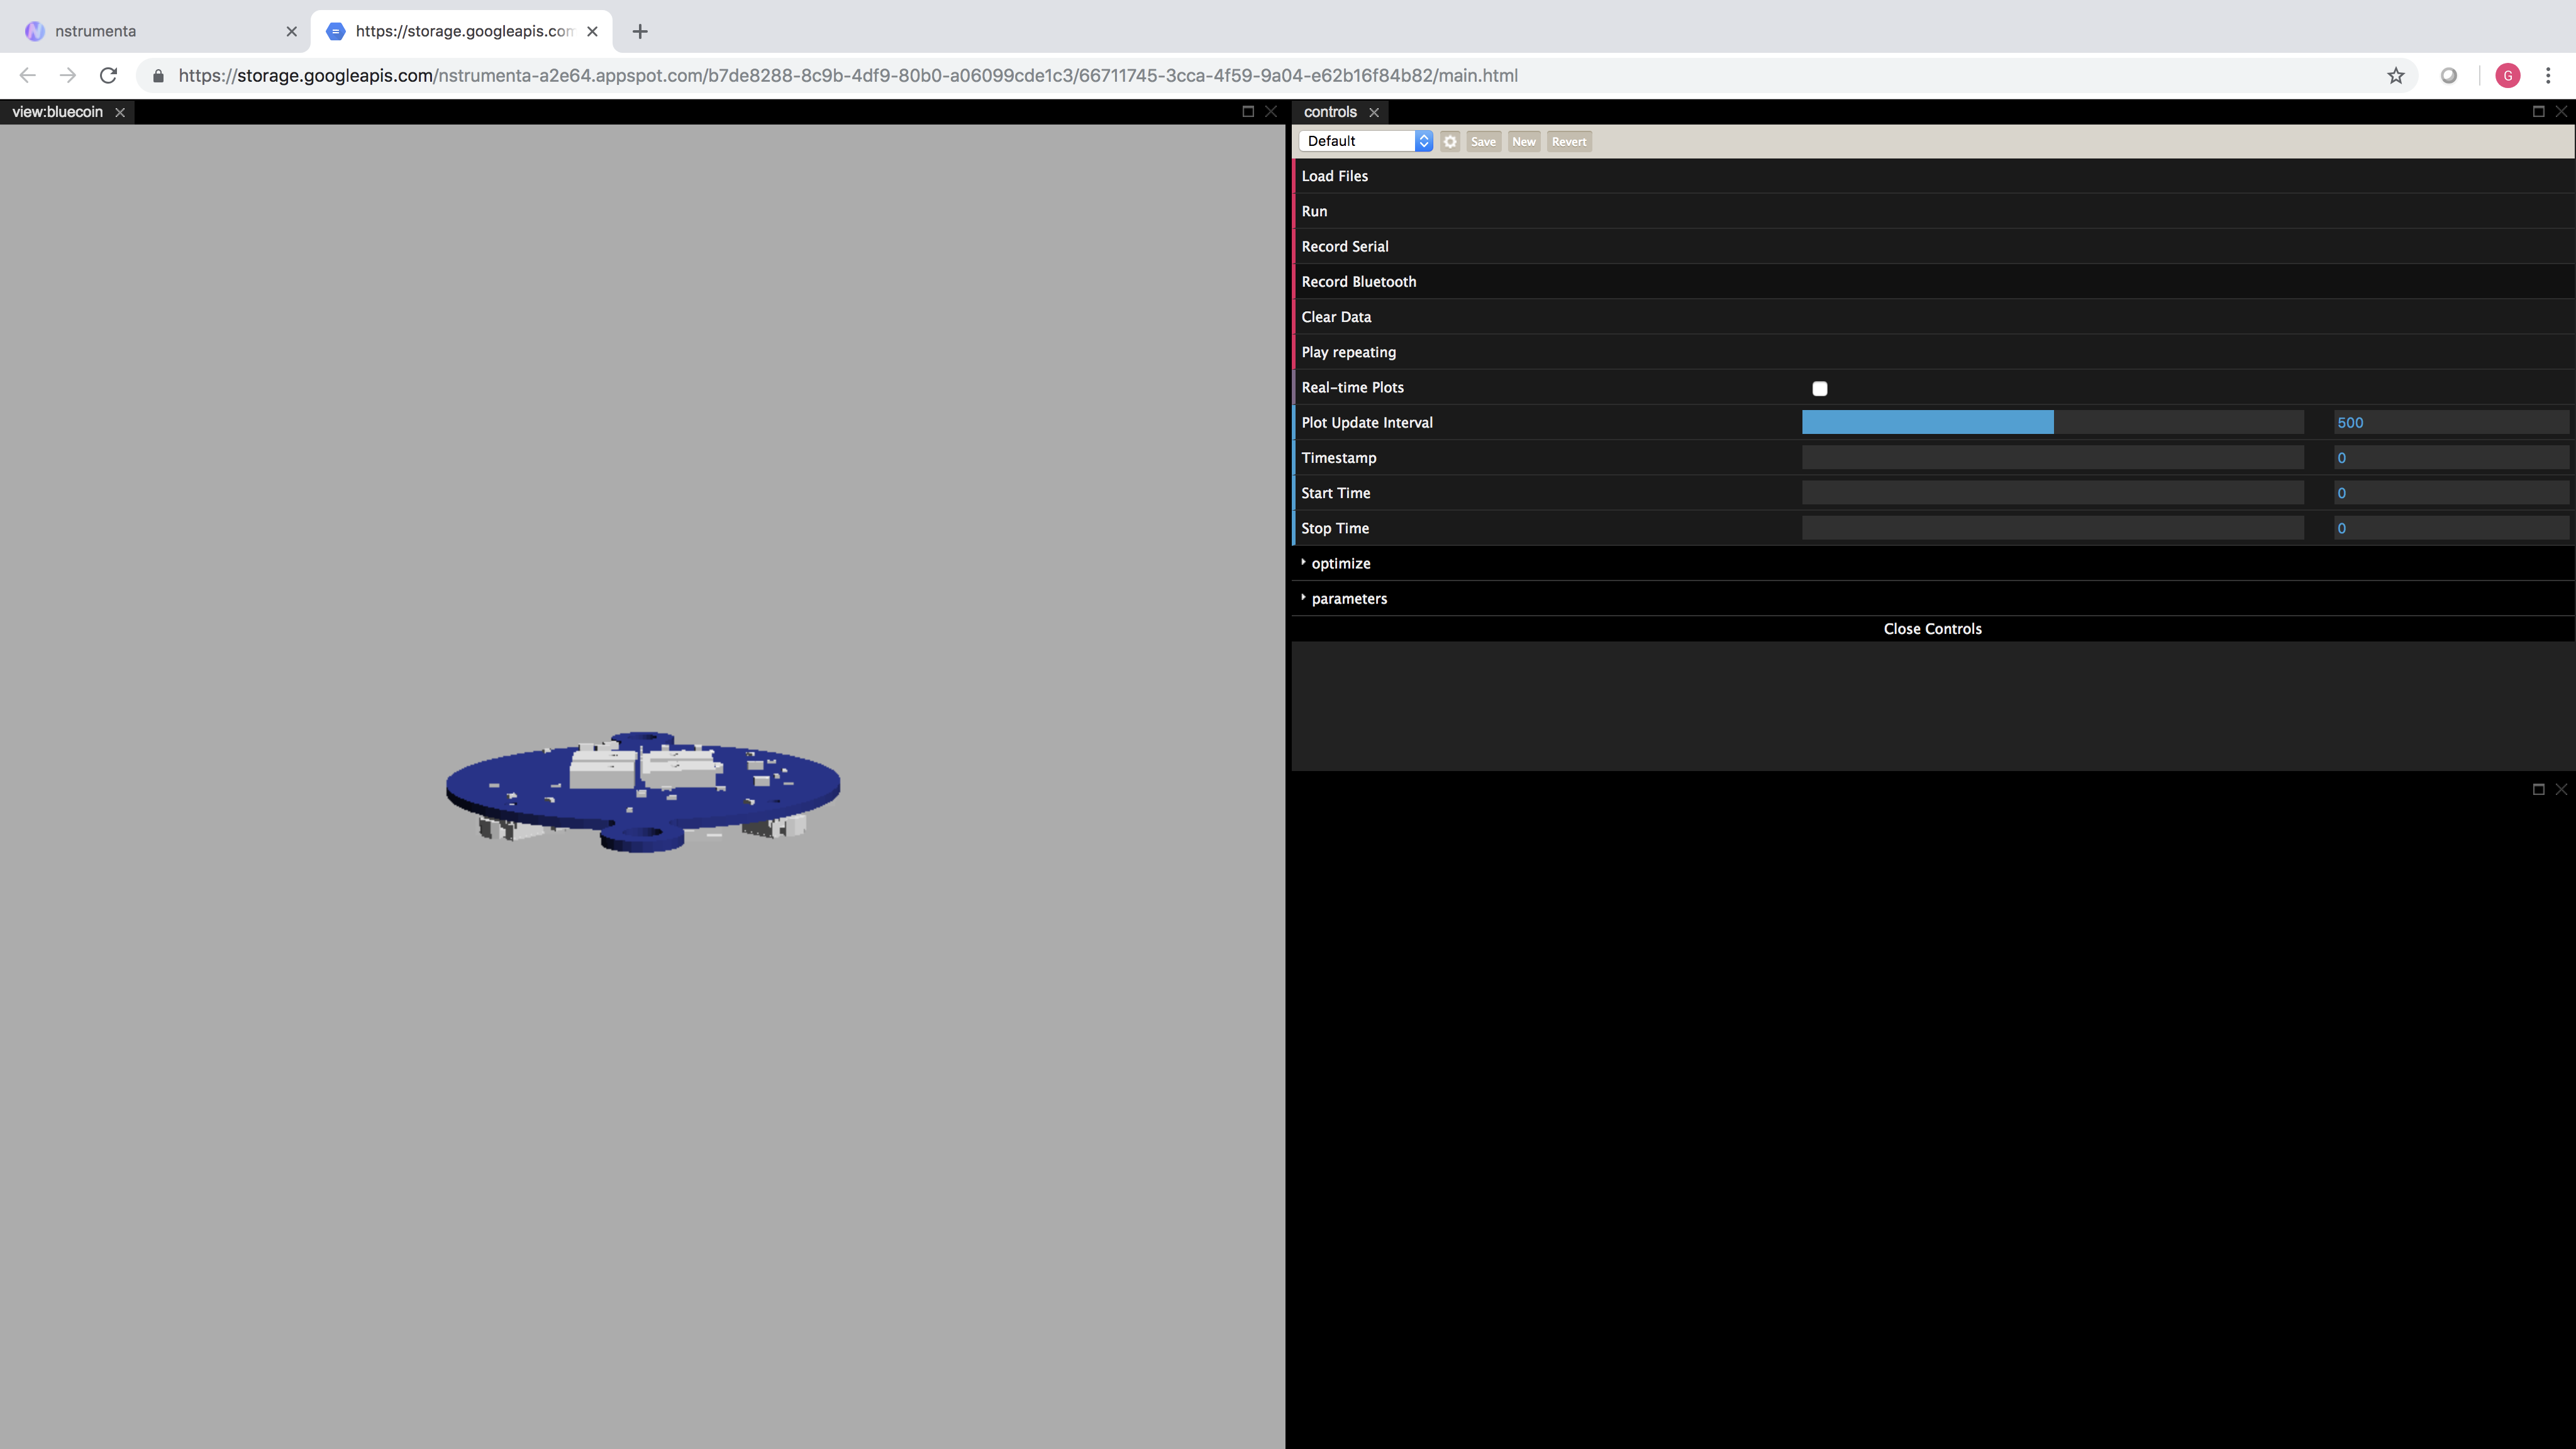 nstrumenta
https://storage.googleapis.com
https://storage.googleapis.com/nstrumenta-a2e64.appspot.com/b7de8288-8c9b-4df9-80b0-a06099cde1c3/66711745-3cca-4f59-9a04-e62b16f84b82/main.html
G
view:bluecoin
controls
Default
Save
New
Revert
Load Files
Run
Record Serial
Record Bluetooth
Clear Data
Play repeating
Real-time Plots
Plot Update Interval 500
Timestamp 0
Start Time 0
Stop Time 0
optimize
parameters
Close Controls